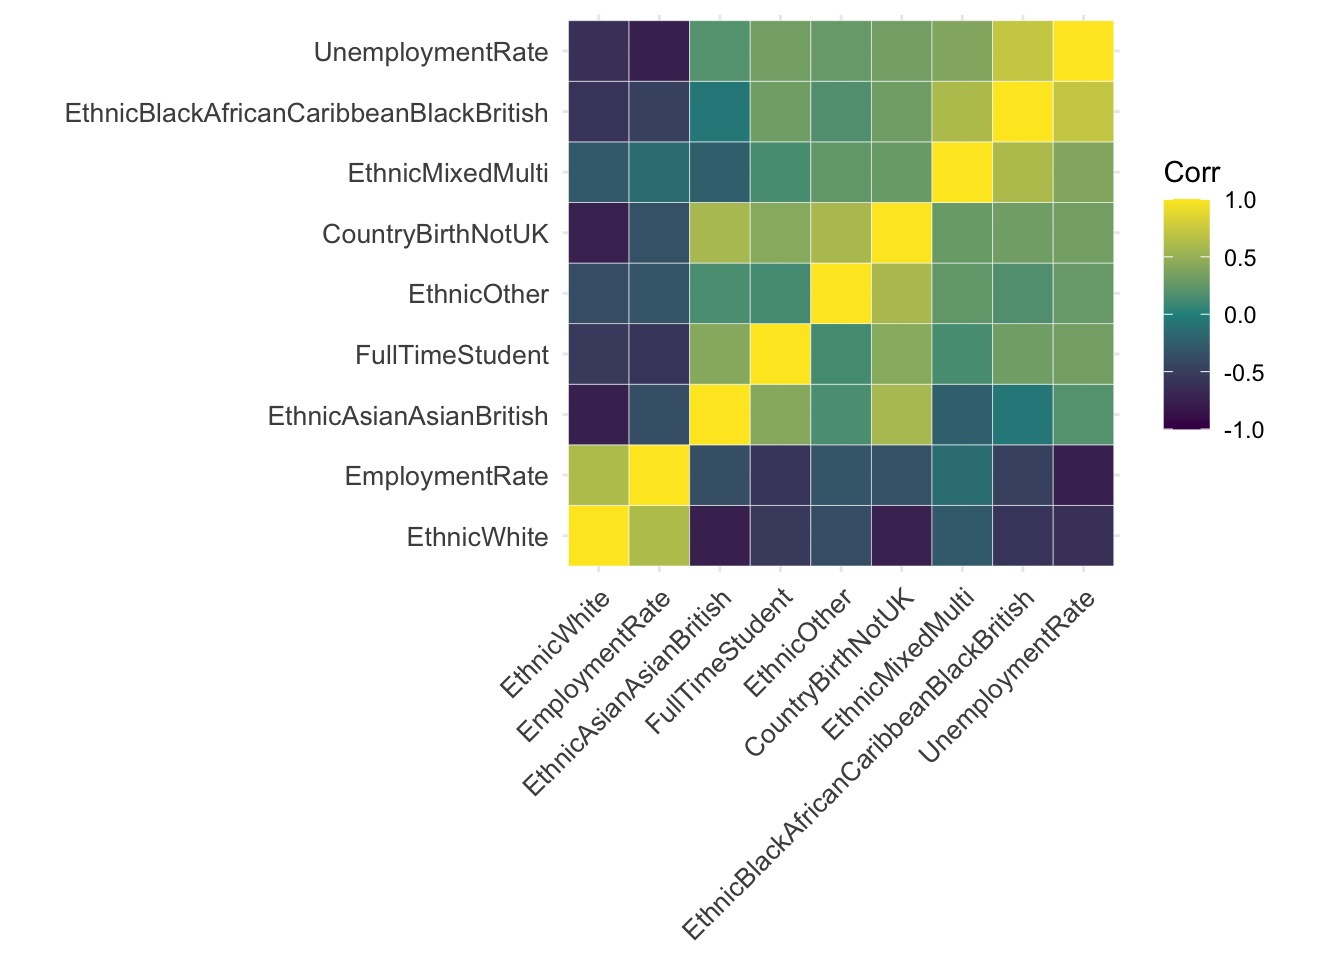 UnemploymentRate
EthnicBlackAfricanCaribbeanBlackBritish
EthnicMixedMulti
CountryBirthNotUK
EthnicOther
FullTimeStudent
EthnicAsianAsianBritish
EmploymentRate
EthnicWhite
EthnicWhite
EmploymentRate
EthnicAsianAsianBritish
FullTimeStudent
EthnicOther
CountryBirthNotUK
EthnicMixedMulti
EthnicBlackAfricanCaribbeanBlackBritish
UnemploymentRate
Corr
1.0
0.5
0.0
-0.5
-1.0